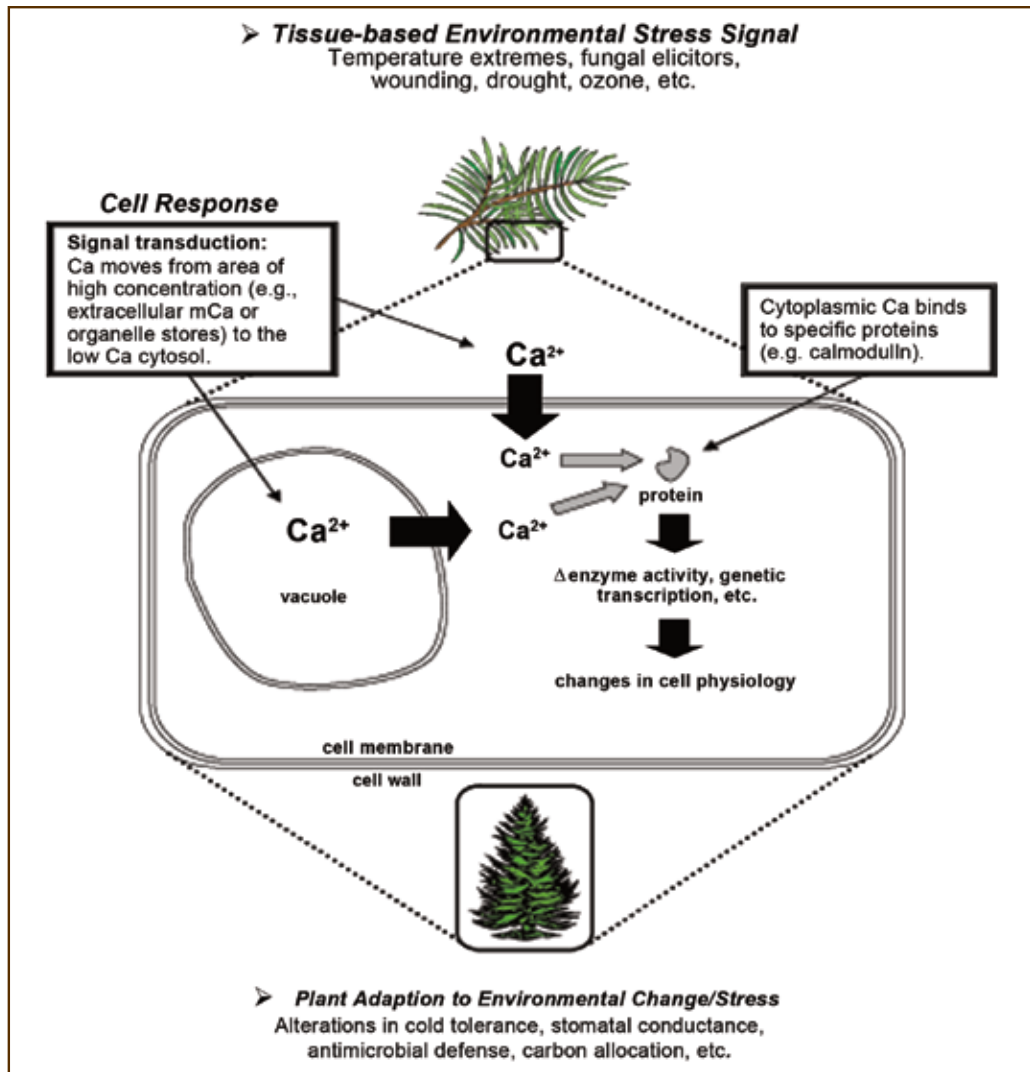 ➢ Tissue-based Environmental Stress Signal
Temperature extremes, fungal elicitors,
wounding, drought, ozone, etc.
Cell Response
Signal transduction:
Ca moves from area of
high concentration (e.g.,
extracellular mCa or
organelle stores) to the
low Ca cytosol.
Cytoplasmic Ca binds
to specific proteins
(e.g. calmodulln).
Ca²⁺
Ca²⁺
protein
Ca²⁺
Ca²⁺
vacuole
Δ enzyme activity, genetic
transcription, etc.
changes in cell physiology
cell membrane
cell wall
➢ Plant Adaption to Environmental Change/Stress
Alterations in cold tolerance, stomatal conductance,
antimicrobial defense, carbon allocation, etc.